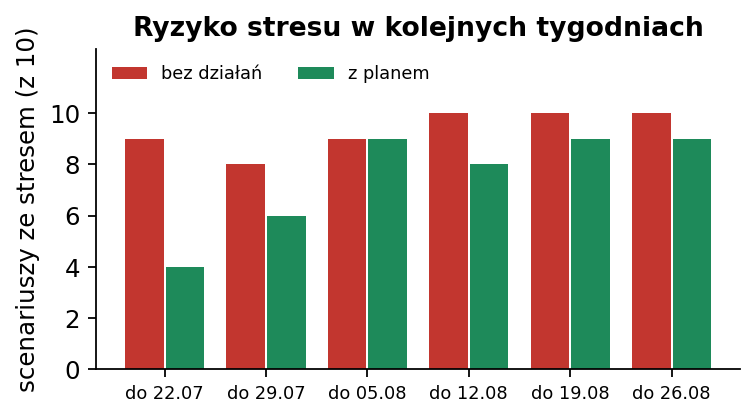 Ryzyko stresu w kolejnych tygodniach
scenariuszy ze stresem (z 10)
bez działań z planem
10
8
6
4
2
0
do 22.07 do 29.07 do 05.08 do 12.08 do 19.08 do 26.08